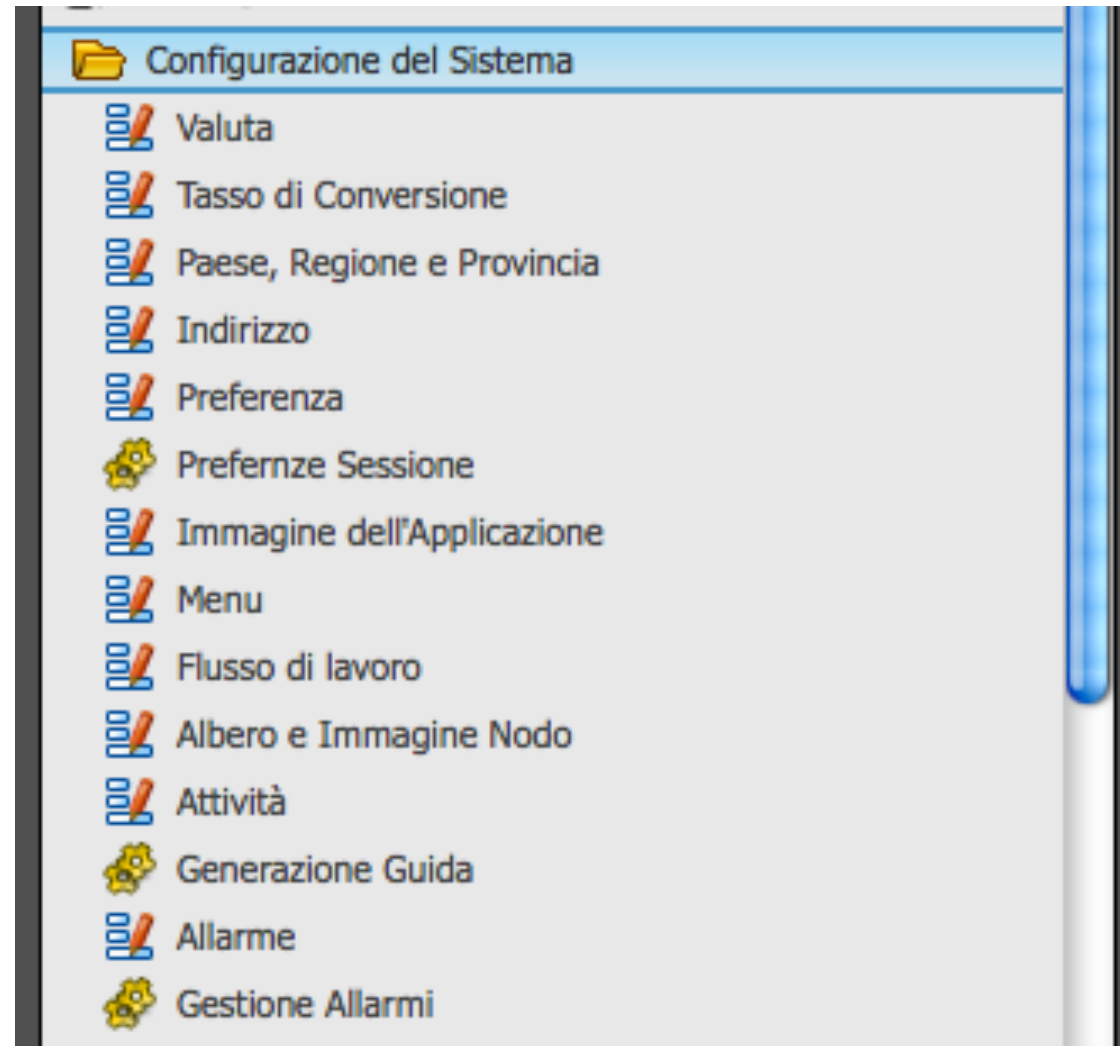 Configurazione del Sistema
Valuta
Tasso di Conversione
Paese, Regione e Provincia
Indirizzo
Preferenza
Prefernze Sessione
Immagine dell'Applicazione
Menu
Flusso di lavoro
Albero e Immagine Nodo
Attività
Generazione Guida
Allarme
Gestione Allarmi